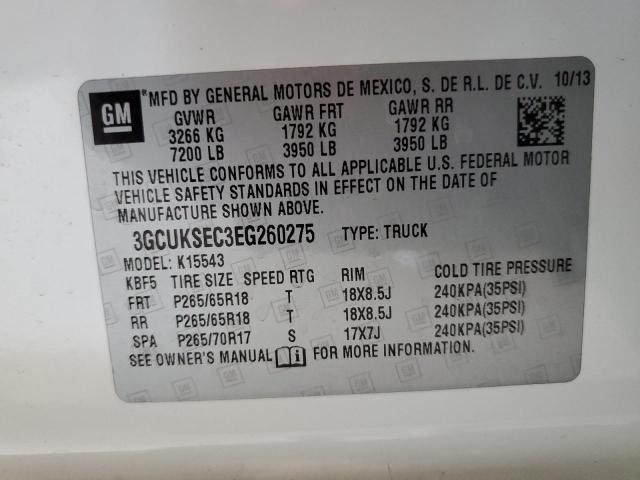 GM ® MFD BY GENERAL MOTORS DE MEXICO, S. DE R.L. DE C.V. 10/13
GVWR GAWR FRT GAWR RR
3266 KG 1792 KG 1792 KG
7200 LB 3950 LB 3950 LB
THIS VEHICLE CONFORMS TO ALL APPLICABLE U.S. FEDERAL MOTOR
VEHICLE SAFETY STANDARDS IN EFFECT ON THE DATE OF
MANUFACTURE SHOWN ABOVE.
3GCUKSEC3EG260275 TYPE: TRUCK
MODEL: K15543
KBF5 TIRE SIZE SPEED RTG RIM COLD TIRE PRESSURE
FRT P265/65R18 T 18X8.5J 240KPA(35PSI)
RR P265/65R18 T 18X8.5J 240KPA(35PSI)
SPA P265/70R17 S 17X7J 240KPA(35PSI)
SEE OWNER'S MANUAL i FOR MORE INFORMATION.